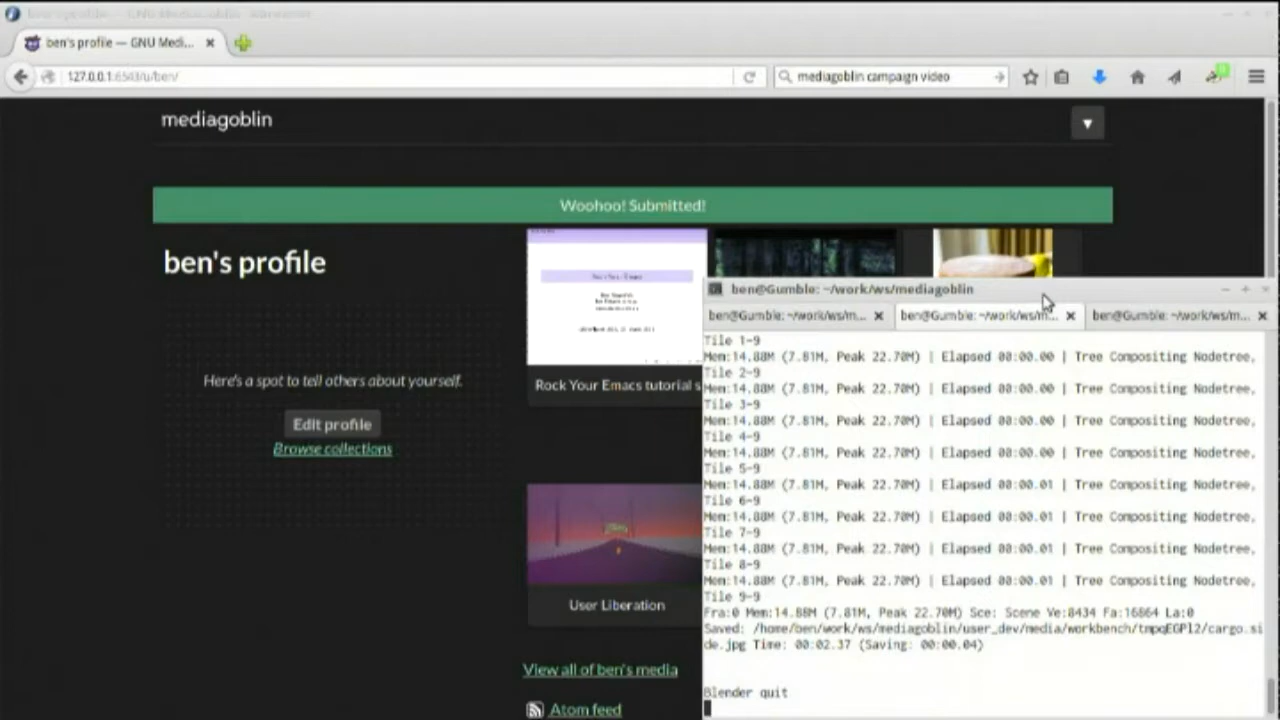 ben's profile — GNU Medi...
127.0.0.1:6543/u/ben/
mediagoblin campaign video
mediagoblin
Woohoo! Submitted!
ben's profile
Here's a spot to tell others about yourself.
Edit profile
Browse collections
Rock Your Emacs tutorial s
User Liberation
View all of ben's media
Atom feed
ben@Gumble: ~/work/ws/mediagoblin
ben@Gumble: ~/work/ws/m... ben@Gumble: ~/work/ws/m... ben@Gumble: ~/work/ws/m...
Tile 1-9
Mem:14.88M (7.81M, Peak 22.70M) | Elapsed 00:00.00 | Tree Compositing Nodetree,
Tile 2-9
Mem:14.88M (7.81M, Peak 22.70M) | Elapsed 00:00.00 | Tree Compositing Nodetree,
Tile 3-9
Mem:14.88M (7.81M, Peak 22.70M) | Elapsed 00:00.00 | Tree Compositing Nodetree,
Tile 4-9
Mem:14.88M (7.81M, Peak 22.70M) | Elapsed 00:00.00 | Tree Compositing Nodetree,
Tile 5-9
Mem:14.88M (7.81M, Peak 22.70M) | Elapsed 00:00.01 | Tree Compositing Nodetree,
Tile 6-9
Mem:14.88M (7.81M, Peak 22.70M) | Elapsed 00:00.01 | Tree Compositing Nodetree,
Tile 7-9
Mem:14.88M (7.81M, Peak 22.70M) | Elapsed 00:00.01 | Tree Compositing Nodetree,
Tile 8-9
Mem:14.88M (7.81M, Peak 22.70M) | Elapsed 00:00.01 | Tree Compositing Nodetree,
Tile 9-9
Fra:0 Mem:14.88M (7.81M, Peak 22.70M) Sce: Scene Ve:8434 Fa:16864 La:0
Saved: /home/ben/work/ws/mediagoblin/user_dev/media/workbench/tmpqEGPl2/cargo.si
de.jpg Time: 00:02.37 (Saving: 00:00.04)
Blender quit